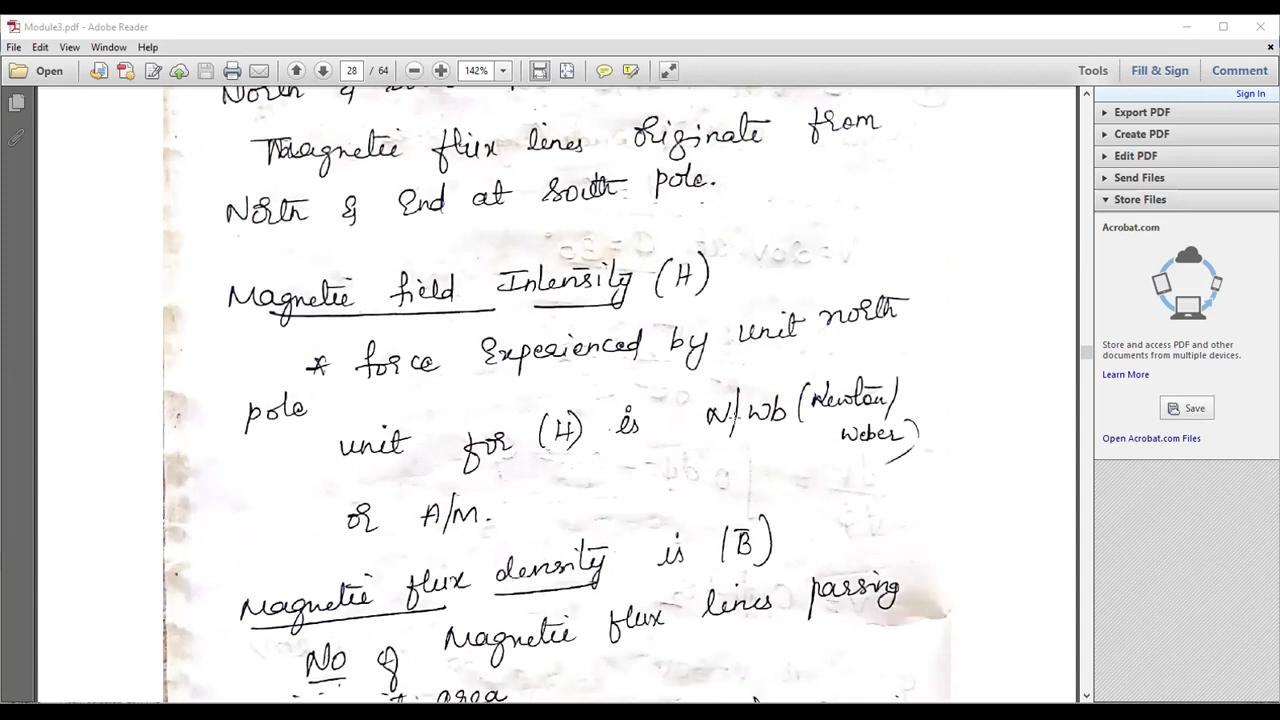 Module3.pdf - Adobe Reader
File Edit View Window Help
Open 28 / 64 142% Tools Fill & Sign Comment
Sign In
North &
Magnetic flux lines Originate from
North & End at South pole.
Magnetic field Intensity (H)
* force Experienced by unit north
pole
unit for (H) is N/Wb (Newton/
Weber)
or A/M.
Magnetic flux density is (B̄)
No of Magnetic flux lines passing
area
Export PDF
Create PDF
Edit PDF
Send Files
Store Files
Acrobat.com
Store and access PDF and other
documents from multiple devices.
Learn More
Save
Open Acrobat.com Files